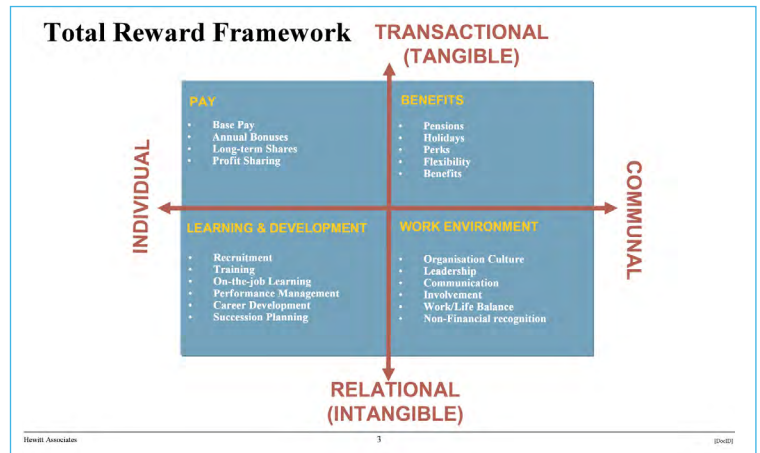 Total Reward Framework
TRANSACTIONAL
(TANGIBLE)
PAY
• Base Pay
• Annual Bonuses
• Long-term Shares
• Profit Sharing
BENEFITS
• Pensions
• Holidays
• Perks
• Flexibility
• Benefits
INDIVIDUAL
COMMUNAL
LEARNING & DEVELOPMENT
• Recruitment
• Training
• On-the-job Learning
• Performance Management
• Career Development
• Succession Planning
WORK ENVIRONMENT
• Organisation Culture
• Leadership
• Communication
• Involvement
• Work/Life Balance
• Non-Financial recognition
RELATIONAL
(INTANGIBLE)
Hewitt Associates
3
[DocID]